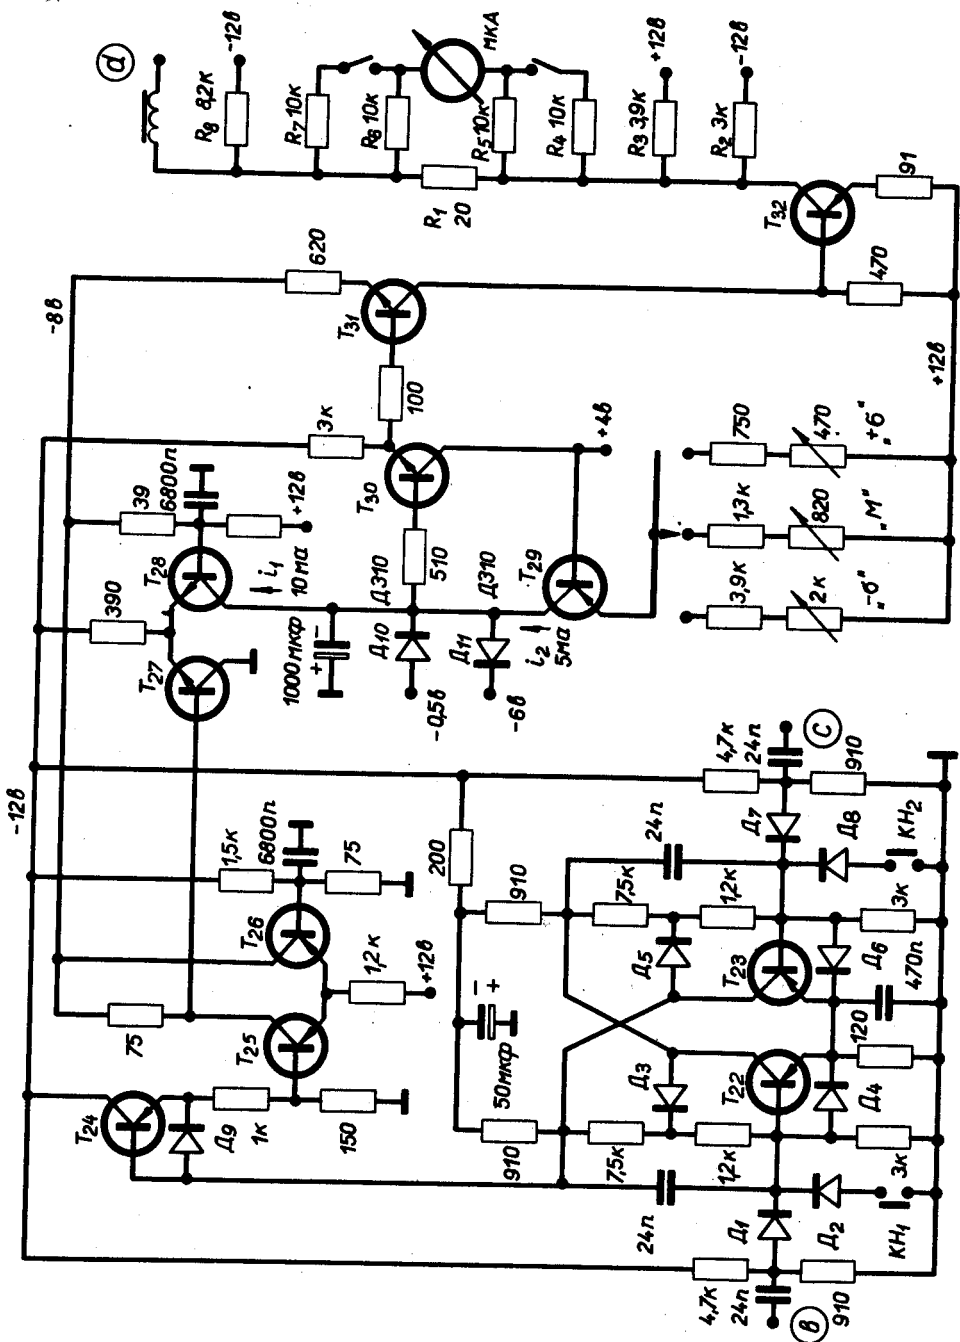 d
R8 8,2к
-12в
R7 10к
R6 10к
МКА
R1
20
R5 10к
R4 10к
R3 3,9к
+12в
R2 3к
-12в
T32
91
620
-8в
T31
470
100
3к
+12в
39
6800п
+12в
T28
390
i1
10ма
T30
510
Д310
+4в
750
470
„+б"
1,3к
820
„М"
3,9к
2к
„-б"
T29
T27
1000мкф
+
-
Д10
-0,5в
Д310
Д11
-6в
i2
5ма
-12в
1,5к
6800п
75
T26
1,2к
+12в
75
T25
T24
Д9
1к
150
200
910
-
+
50мкф
910
4,7к
24п
C
910
Д7
24п
Д8
КН2
7,5к
1,2к
Д5
3к
T23
Д6
470п
120
Д3
T22
Д4
7,5к
1,2к
3к
24п
Д1
Д2
КН1
4,7к
24п
в
910